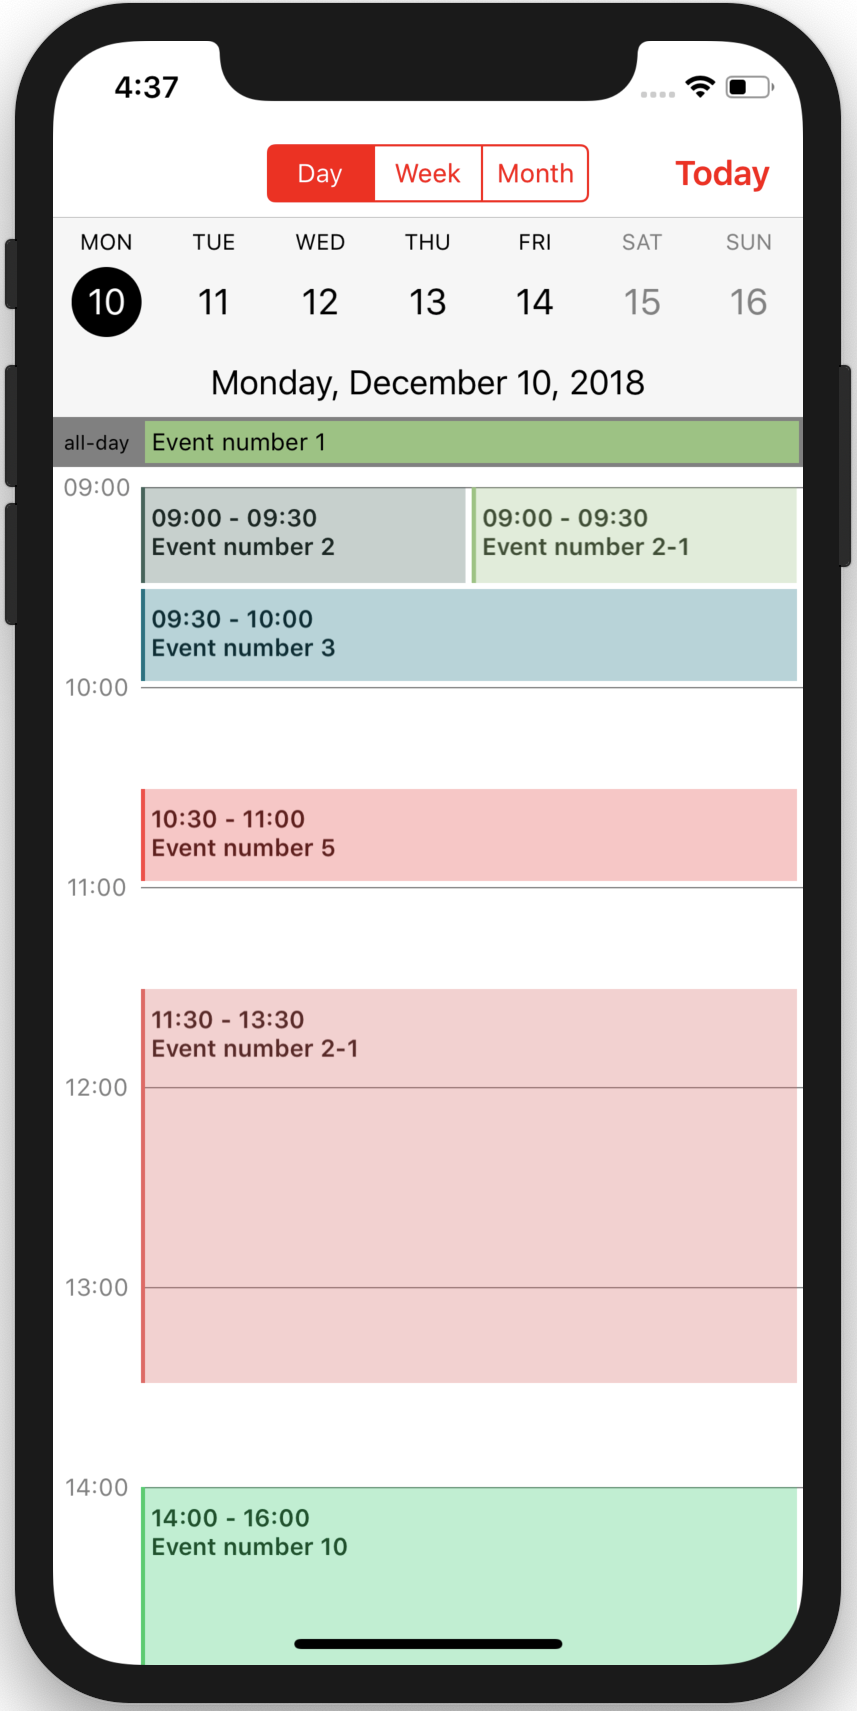 4:37
Day Week Month Today
MON TUE WED THU FRI SAT SUN
10 11 12 13 14 15 16
Monday, December 10, 2018
all-day Event number 1
09:00
09:00 - 09:30
Event number 2
09:00 - 09:30
Event number 2-1
09:30 - 10:00
Event number 3
10:00
10:30 - 11:00
Event number 5
11:00
11:30 - 13:30
Event number 2-1
12:00
13:00
14:00
14:00 - 16:00
Event number 10